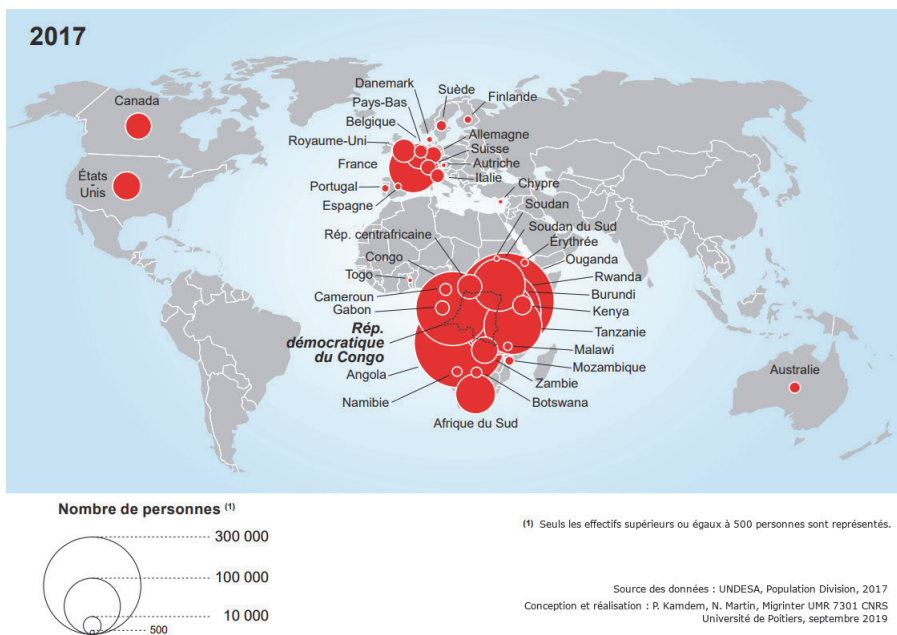 2017
Canada
États
-
Unis
Danemark
Suède
Finlande
Pays-Bas
Belgique
Royaume-Uni
Allemagne
Suisse
France
Autriche
Italie
Portugal
Espagne
Chypre
Soudan
Soudan du Sud
Rép. centrafricaine
Érythrée
Congo
Ouganda
Togo
Rwanda
Cameroun
Burundi
Gabon
Kenya
Rép.
démocratique
du Congo
Tanzanie
Malawi
Mozambique
Angola
Zambie
Namibie
Botswana
Afrique du Sud
Australie
Nombre de personnes (1)
300 000
100 000
10 000
500
(1) Seuls les effectifs supérieurs ou égaux à 500 personnes sont représentés.
Source des données : UNDESA, Population Division, 2017
Conception et réalisation : P. Kamdem, N. Martin, Migrinter UMR 7301 CNRS
Université de Poitiers, septembre 2019